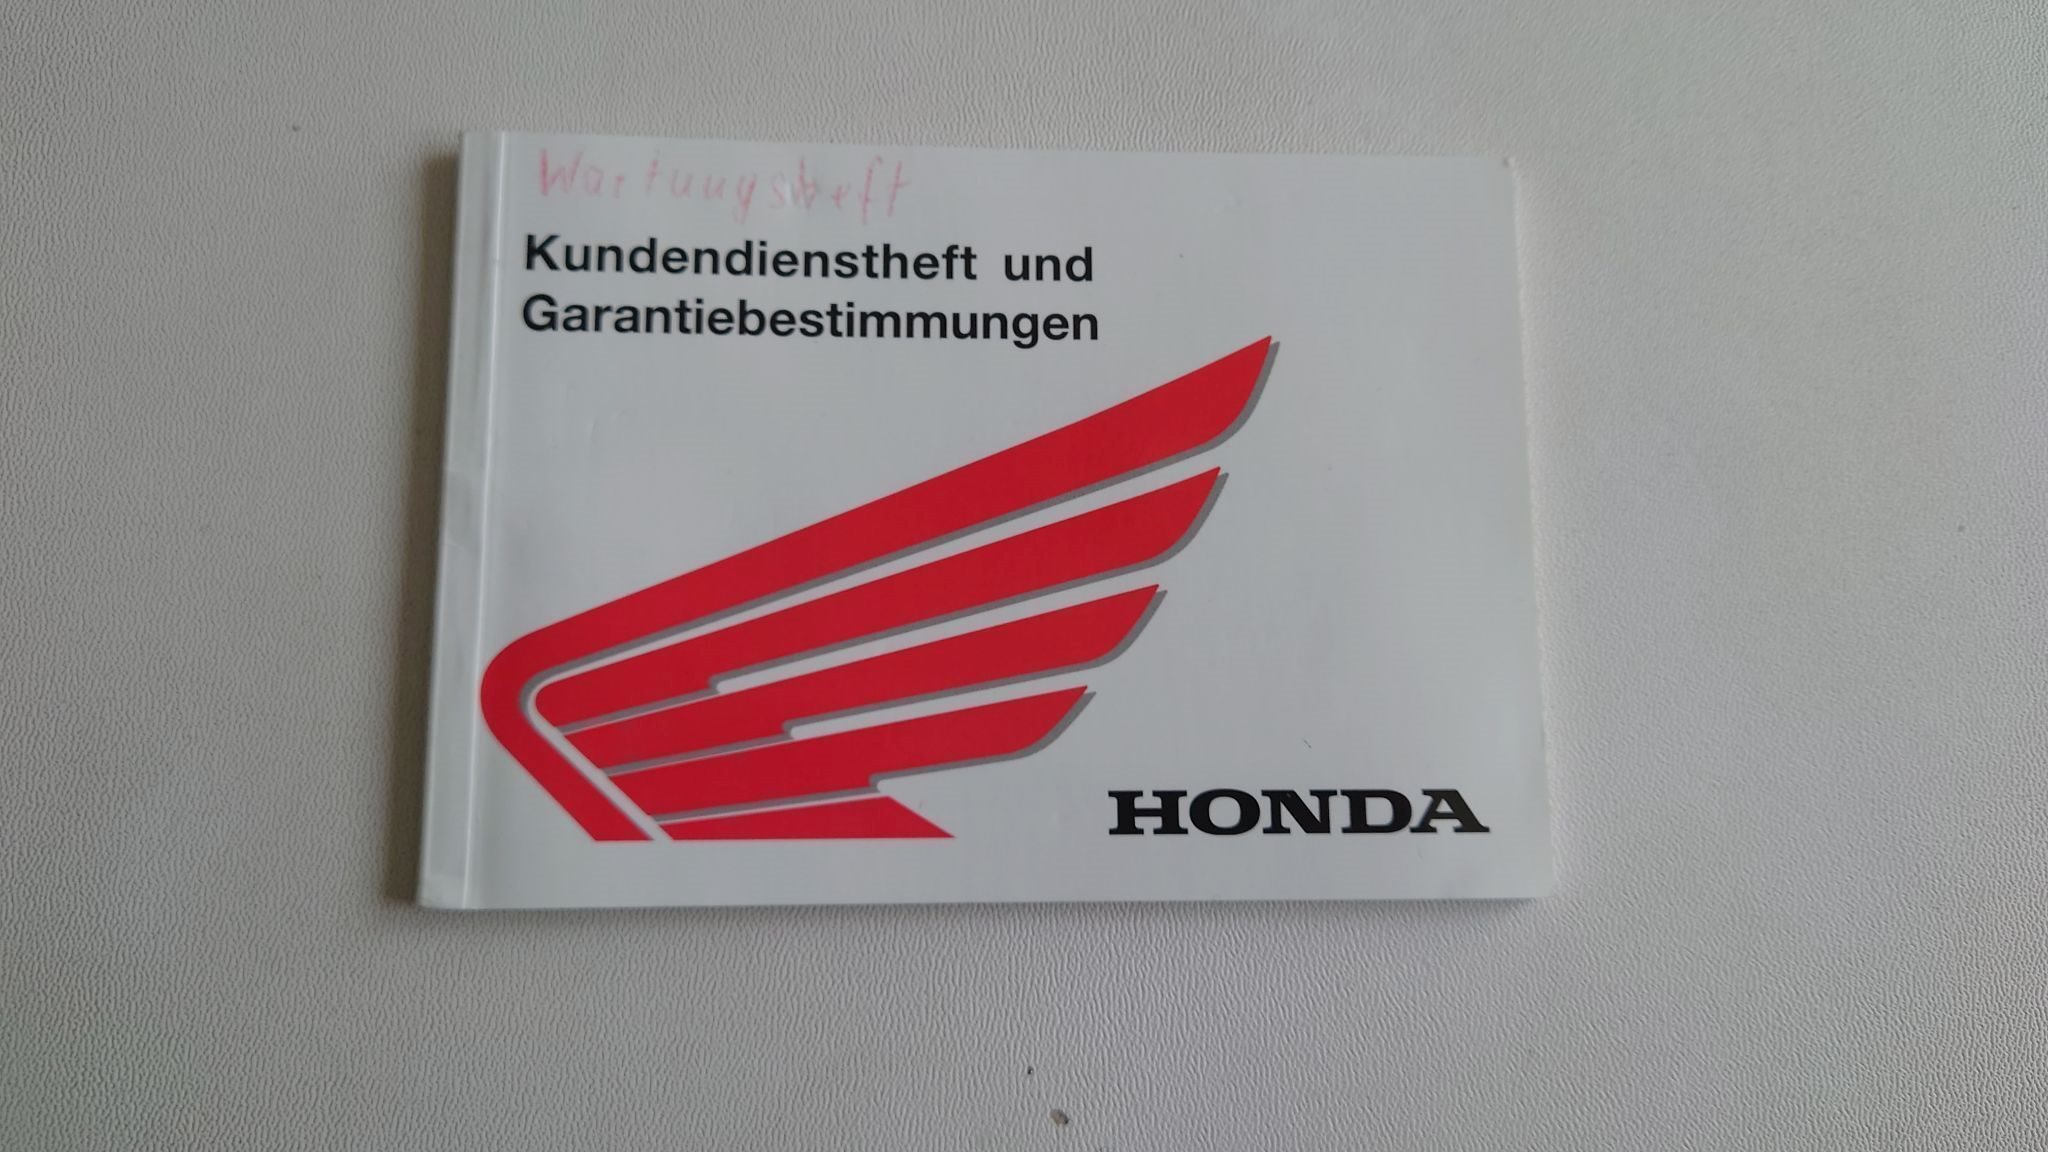 Wartungsheft
Kundendienstheft und
Garantiebestimmungen
HONDA